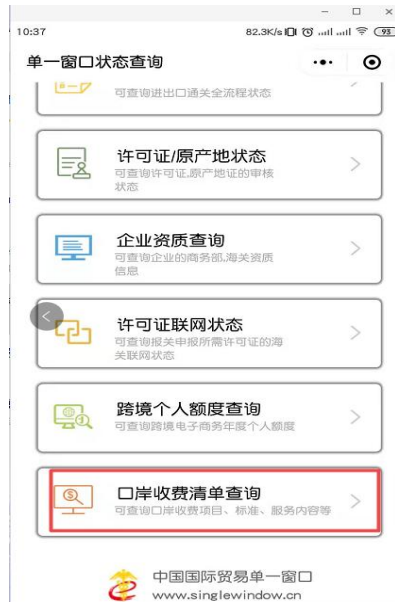 10:37 82.3K/s 93
单一窗口状态查询
可查询进出口通关全流程状态
许可证/原产地状态
可查询许可证,原产地证的审核
状态
企业资质查询
可查询企业的商务部,海关资质
信息
许可证联网状态
可查询报关申报所需许可证的海
关联网状态
跨境个人额度查询
可查询跨境电子商务年度个人额度
口岸收费清单查询
可查询口岸收费项目、标准、服务内容等
中国国际贸易单一窗口
www.singlewindow.cn